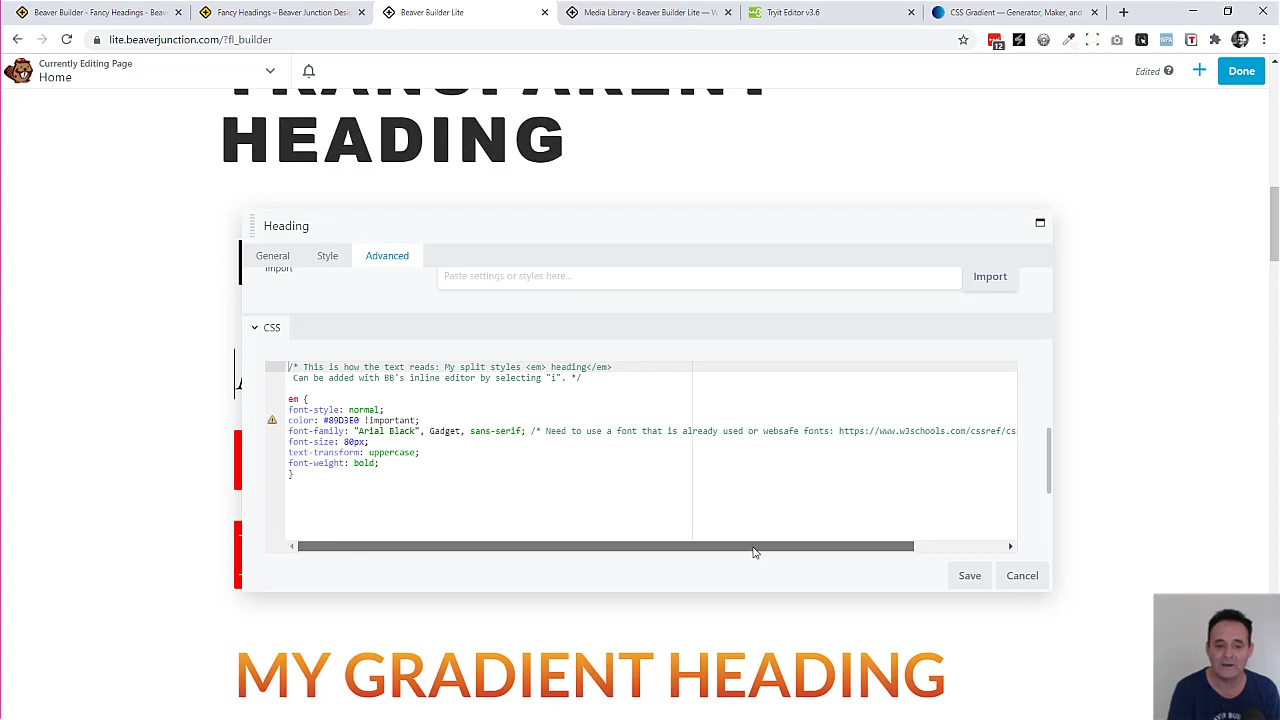 Beaver Builder - Fancy Headings - Beav
Fancy Headings – Beaver Junction Desi
Beaver Builder Lite
Media Library ‹ Beaver Builder Lite — W
Tryit Editor v3.6
CSS Gradient — Generator, Maker, and
lite.beaverjunction.com/?fl_builder
12
Currently Editing Page
Home
Edited
Done
TRANSPARENT
HEADING
Heading
General
Style
Advanced
Import
Paste settings or styles here...
Import
CSS
/* This is how the text reads: My split styles <em> heading</em>
Can be added with BB's inline editor by selecting "i". */
em {
font-style: normal;
color: #89D3E0 !important;
font-family: "Arial Black", Gadget, sans-serif; /* Need to use a font that is already used or websafe fonts: https://www.w3schools.com/cssref/cs
font-size: 80px;
text-transform: uppercase;
font-weight: bold;
}
Save
Cancel
MY GRADIENT HEADING